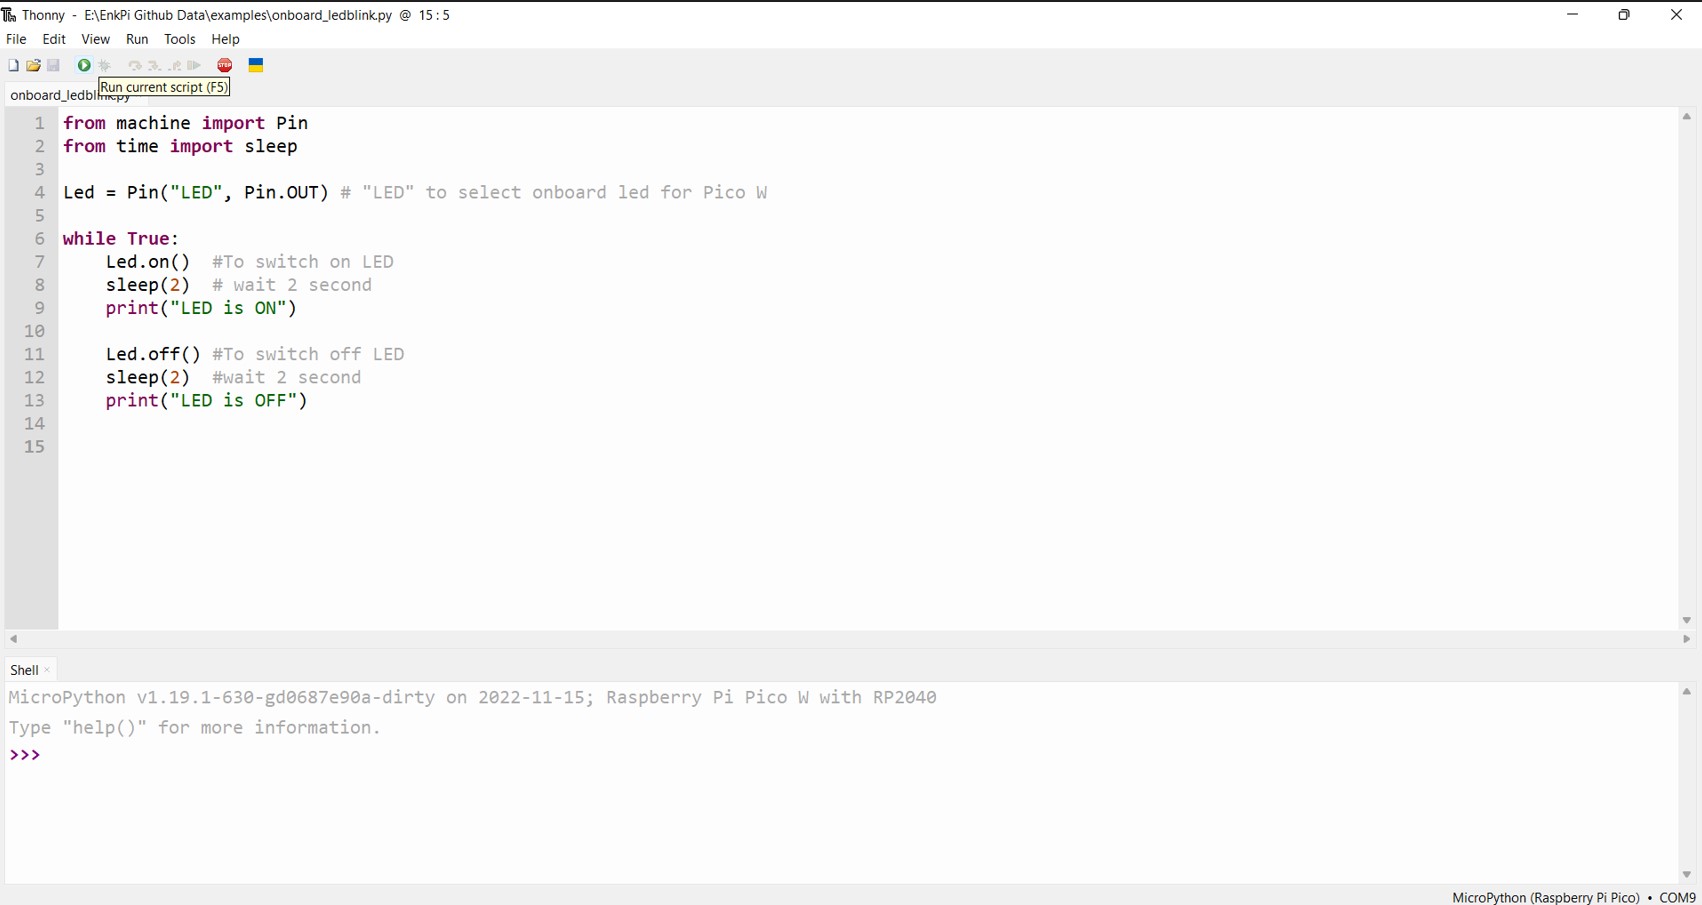 Thonny - E:\EnkPi Github Data\examples\onboard_ledblink.py @ 15:5
File Edit View Run Tools Help
STOP
Run current script (F5)
onboard_ledblink.py
1 from machine import Pin
2 from time import sleep
3
4 Led = Pin("LED", Pin.OUT) # "LED" to select onboard led for Pico W
5
6 while True:
7     Led.on()  #To switch on LED
8     sleep(2)  # wait 2 second
9     print("LED is ON")
10
11     Led.off() #To switch off LED
12     sleep(2)  #wait 2 second
13     print("LED is OFF")
14
15
Shell ×
MicroPython v1.19.1-630-gd0687e90a-dirty on 2022-11-15; Raspberry Pi Pico W with RP2040
Type "help()" for more information.
>>>
MicroPython (Raspberry Pi Pico) • COM9